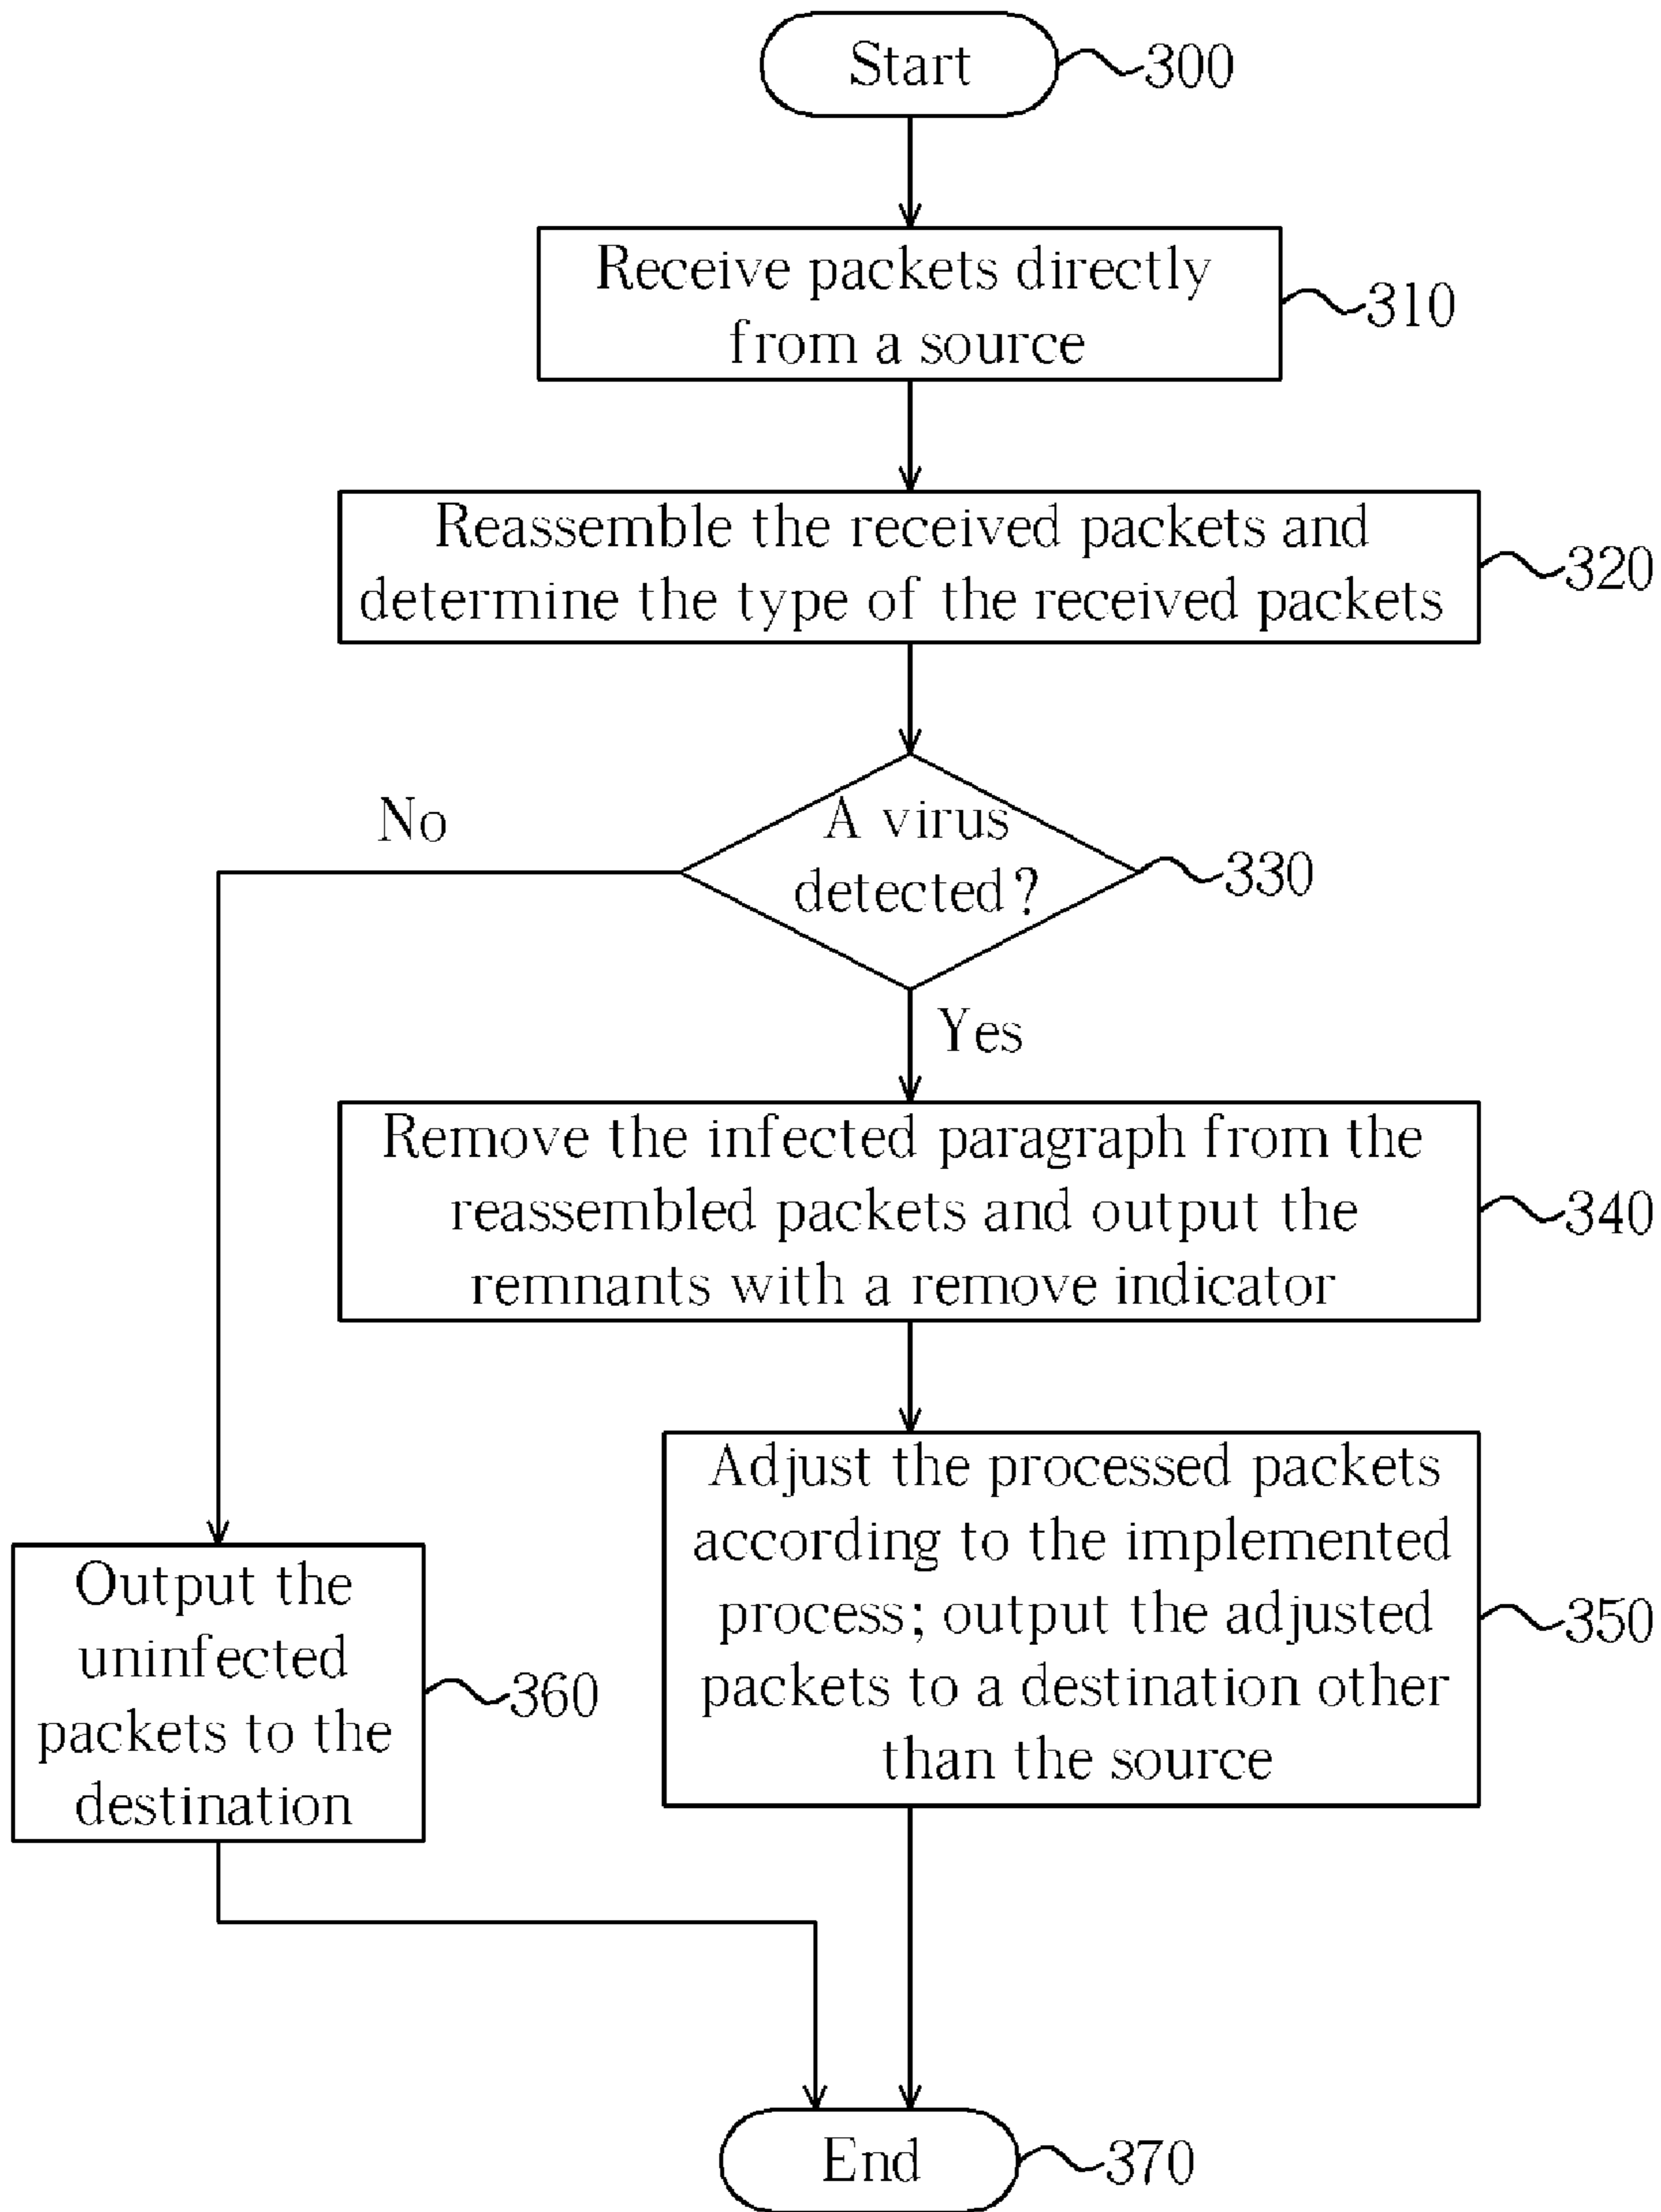 Start
300
Receive packets directly
from a source
310
Reassemble the received packets and
determine the type of the received packets
320
A virus
detected?
330
No
Yes
Remove the infected paragraph from the
reassembled packets and output the
remnants with a remove indicator
340
Adjust the processed packets
according to the implemented
process; output the adjusted
packets to a destination other
than the source
350
Output the
uninfected
packets to the
destination
360
End
370